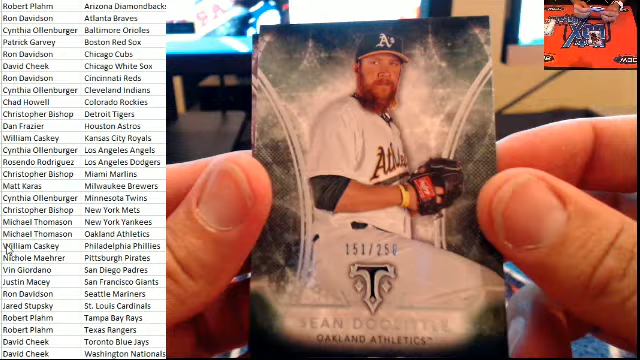 Robert Plahm Arizona Diamondbacks
Ron Davidson Atlanta Braves
Cynthia Ollenburger Baltimore Orioles
Patrick Garvey Boston Red Sox
Ron Davidson Chicago Cubs
David Cheek Chicago White Sox
Ron Davidson Cincinnati Reds
Cynthia Ollenburger Cleveland Indians
Chad Howell Colorado Rockies
Christopher Bishop Detroit Tigers
Dan Frazier Houston Astros
William Caskey Kansas City Royals
Cynthia Ollenburger Los Angeles Angels
Rosendo Rodriguez Los Angeles Dodgers
Christopher Bishop Miami Marlins
Matt Karas Milwaukee Brewers
Cynthia Ollenburger Minnesota Twins
Christopher Bishop New York Mets
Michael Thomason New York Yankees
Michael Thomason Oakland Athletics
William Caskey Philadelphia Phillies
Nichole Maehrer Pittsburgh Pirates
Vin Giordano San Diego Padres
Justin Macey San Francisco Giants
Ron Davidson Seattle Mariners
Jared Stupsky St. Louis Cardinals
Robert Plahm Tampa Bay Rays
Robert Plahm Texas Rangers
David Cheek Toronto Blue Jays
David Cheek Washington Nationals
A's
151/250
T
SEAN DOOLITTLE
OAKLAND ATHLETICS™